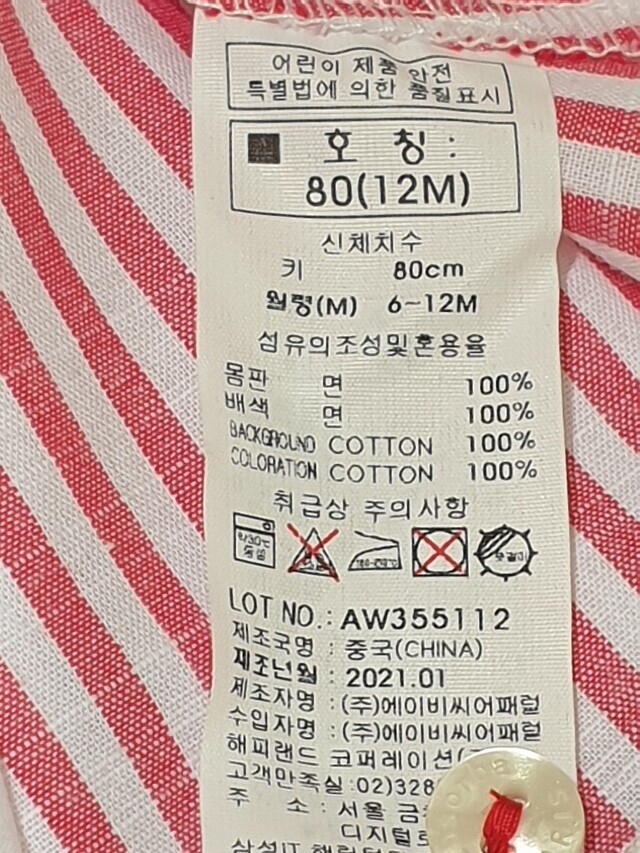 어린이 제품 안전
특별법에 의한 품질표시
호 칭 :
80(12M)
신체치수
키 80cm
월령(M) 6~12M
섬유의조성및혼용율
몸판 면 100%
배색 면 100%
BACKGROUND COTTON 100%
COLORATION COTTON 100%
취급상 주의사항
LOT NO.: AW355112
제조국명 : 중국(CHINA)
재조년월 : 2021.01
제조자명 : (주)에이비씨어패럴
수입자명 : (주)에이비씨어패럴
해피랜드 코퍼레이션(
고객만족실:02)328
주 소 : 서울 금
디지털로
삼성IT